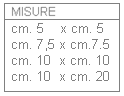 MISURE
cm. 5 x cm. 5
cm. 7,5 x cm.7.5
cm. 10 x cm. 10
cm. 10 x cm. 20